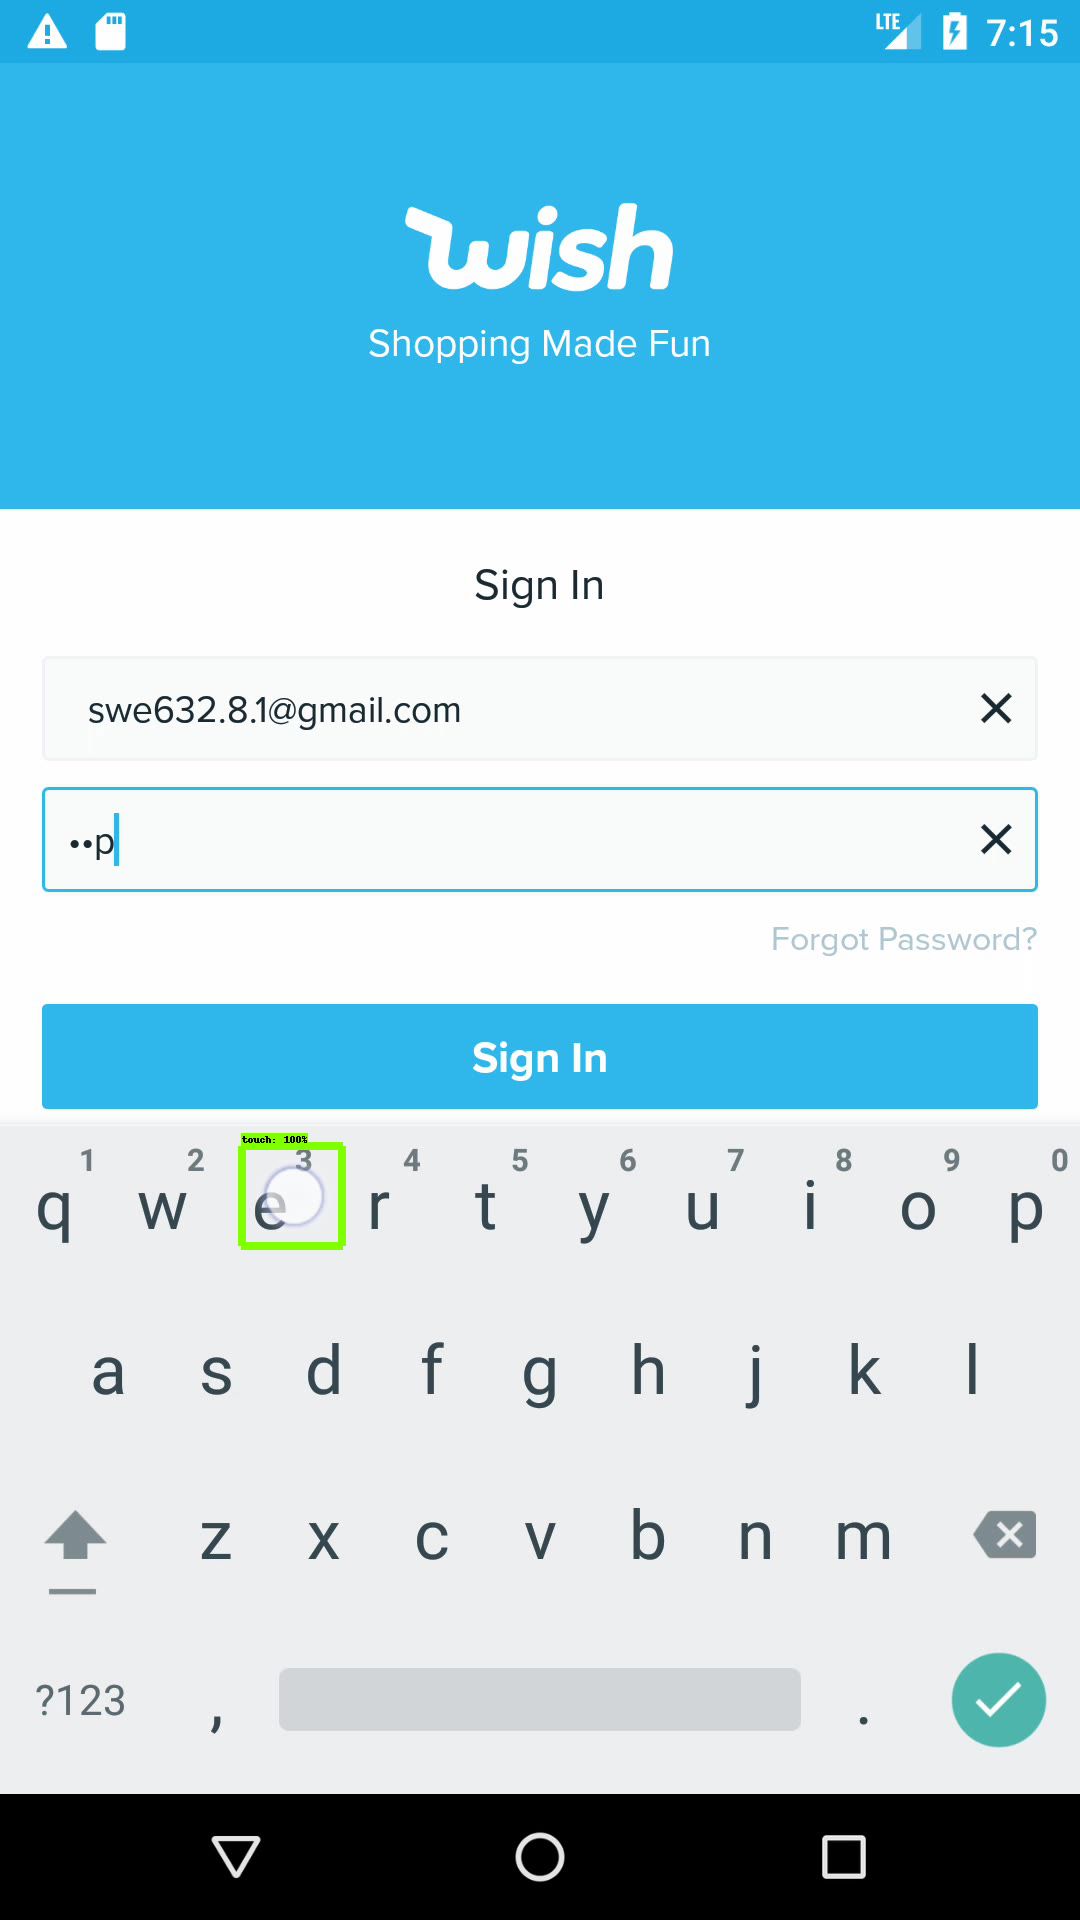 LTE 7:15
wish
Shopping Made Fun
Sign In
swe632.8.1@gmail.com
••p
Forgot Password?
Sign In
touch: 100%
1 2 3 4 5 6 7 8 9 0
q w e r t y u i o p
a s d f g h j k l
z x c v b n m
?123 , .